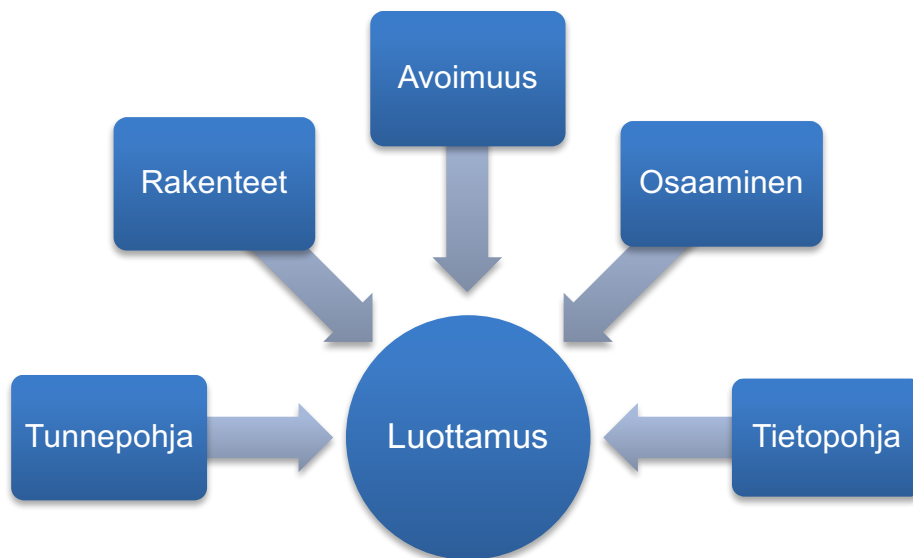 Avoimuus
Rakenteet
Osaaminen
Tunnepohja
Luottamus
Tietopohja